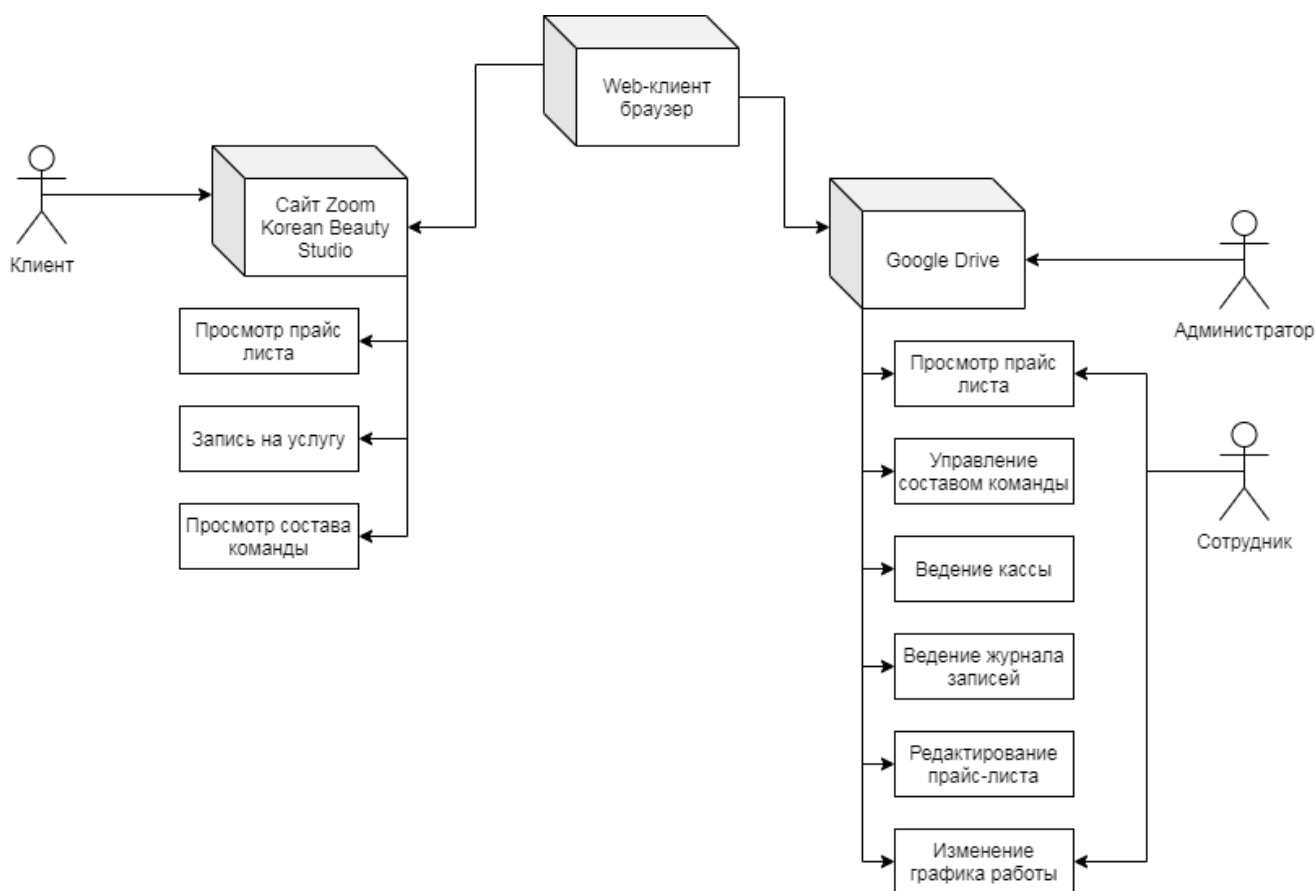 Web-клиент
браузер
Сайт Zoom
Korean Beauty
Studio
Клиент
Google Drive
Администратор
Просмотр прайс
листа
Запись на услугу
Просмотр состава
команды
Просмотр прайс
листа
Управление
составом команды
Ведение кассы
Ведение журнала
записей
Редактирование
прайс-листа
Изменение
графика работы
Сотрудник